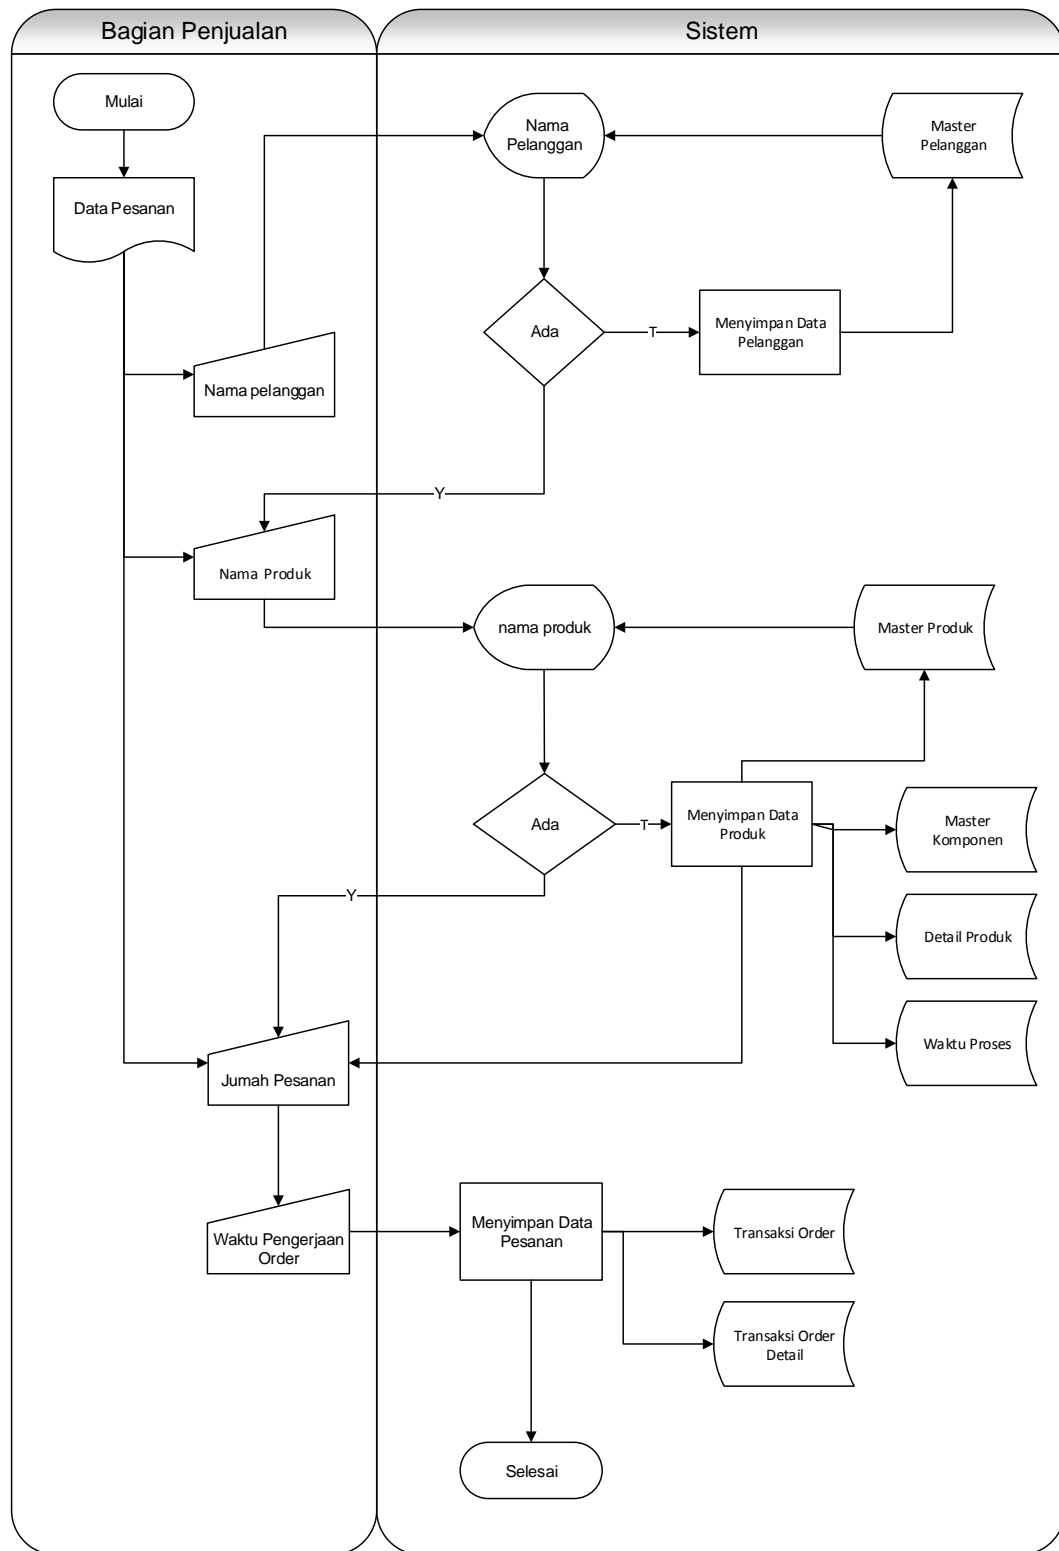 Bagian Penjualan
Sistem
Mulai
Nama
Pelanggan
Master
Pelanggan
Data Pesanan
Ada
T
Menyimpan Data
Pelanggan
Nama pelanggan
Y
Nama Produk
nama produk
Master Produk
Ada
T
Menyimpan Data
Produk
Master
Komponen
Y
Detail Produk
Waktu Proses
Jumah Pesanan
Waktu Pengerjaan
Order
Menyimpan Data
Pesanan
Transaksi Order
Transaksi Order
Detail
Selesai